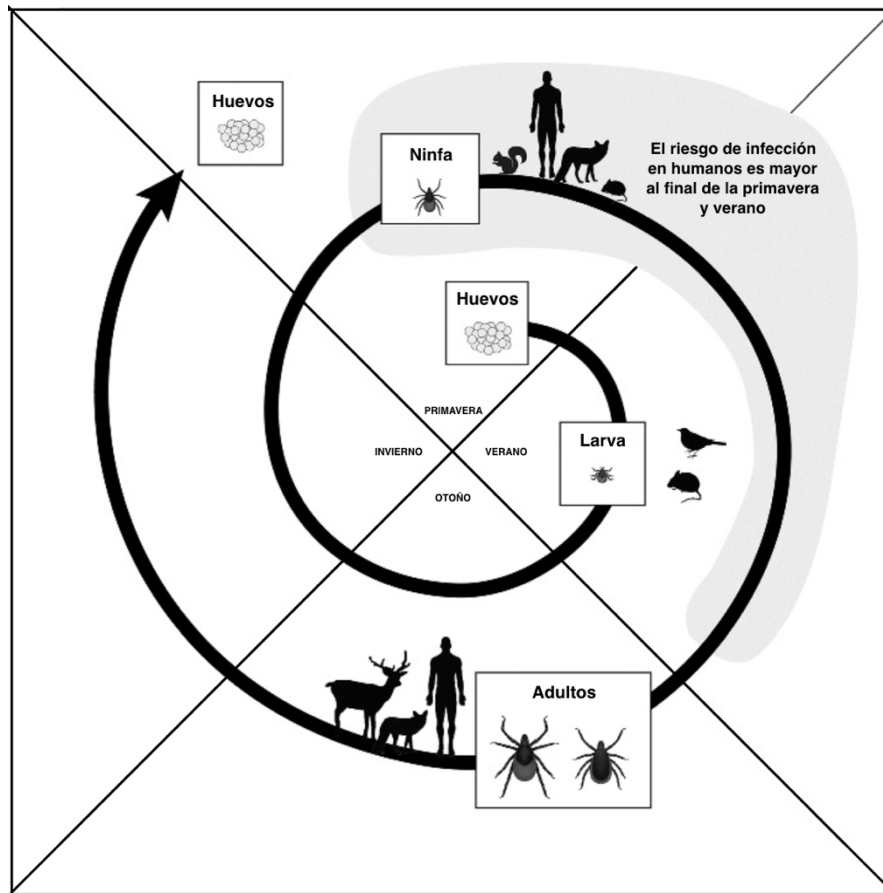 Huevos
Ninfa
El riesgo de infección
en humanos es mayor
al final de la primavera
y verano
Huevos
PRIMAVERA
INVIERNO
VERANO
OTOÑO
Larva
Adultos